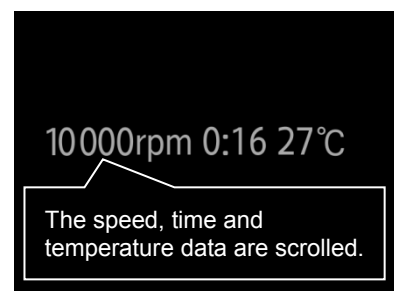 10000rpm 0:16 27℃
The speed, time and
temperature data are scrolled.